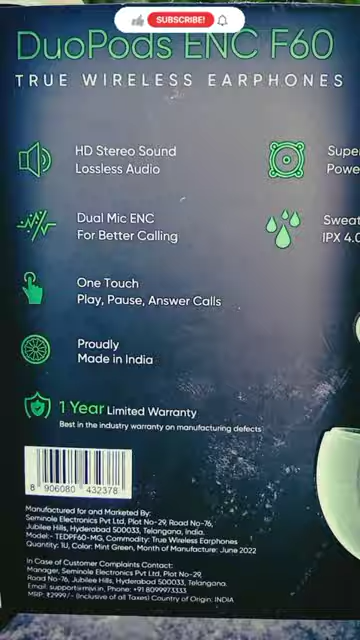 SUBSCRIBE!
DuoPods ENC F60
TRUE WIRELESS EARPHONES
HD Stereo Sound
Lossless Audio
Super
Powe
Dual Mic ENC
For Better Calling
Sweat
IPX 4.0
One Touch
Play, Pause, Answer Calls
Proudly
Made in India
1 Year Limited Warranty
Best in the industry warranty on manufacturing defects
8 906080 432378
Manufactured for and Marketed By:
Seminole Electronics Pvt Ltd, Plot No-29, Road No-76,
Jubilee Hills, Hyderabad 500033, Telangana, India.
Model:- TEDPF60-MG, Commodity: True Wireless Earphones
Quantity: 1U, Color: Mint Green, Month of Manufacture: June 2022
In Case of Customer Complaints Contact:
Manager, Seminole Electronics Pvt Ltd, Plot No-29,
Road No-76, Jubilee Hills, Hyderabad 500033, Telangana,
Email: support@mivi.in, Phone: +91 8099973333
MRP: ₹2999/- (Inclusive of all Taxes) Country of Origin: INDIA